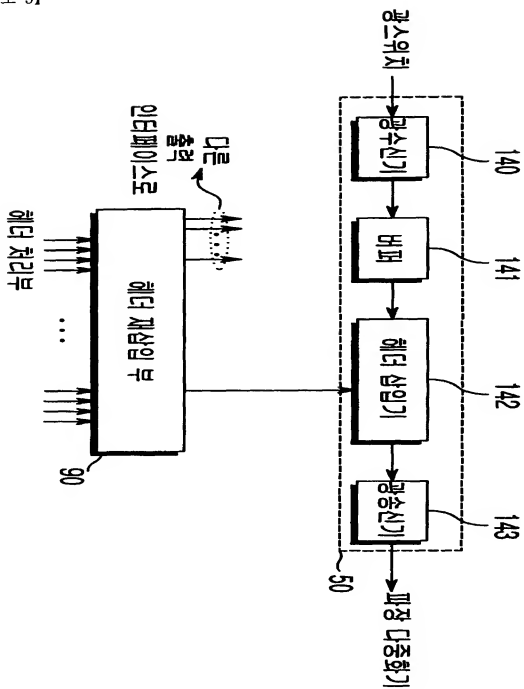 광스위치
광수신기
140
버퍼
141
헤더 삽입기
142
광송신기
143
50
파장 다중화기
다른
출력
인터페이스로
헤더 재삽입 부
90
헤더 처리부
...